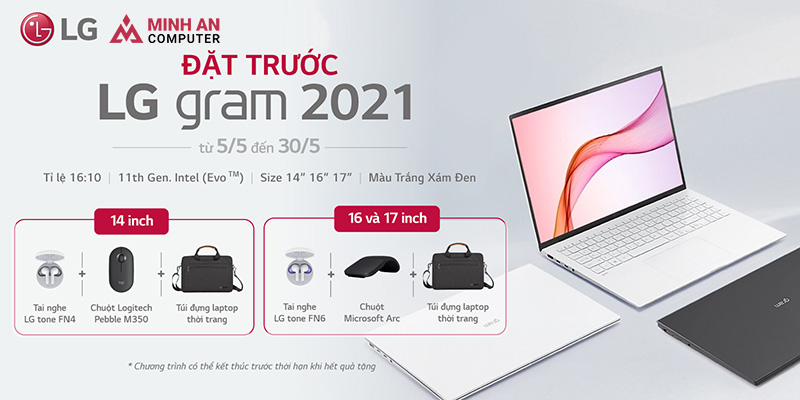 LG
MINH AN
COMPUTER
ĐẶT TRƯỚC
LG gram 2021
từ 5/5 đến 30/5
Tỉ lệ 16:10 | 11th Gen. Intel (Evo™) | Size 14" 16" 17" | Màu Trắng Xám Đen
14 inch
Tai nghe
LG tone FN4
+
Chuột Logitech
Pebble M350
+
Túi đựng laptop
thời trang
16 và 17 inch
Tai nghe
LG tone FN6
+
Chuột
Microsoft Arc
+
Túi đựng laptop
thời trang
* Chương trình có thể kết thúc trước thời hạn khi hết quà tặng
gram
gram